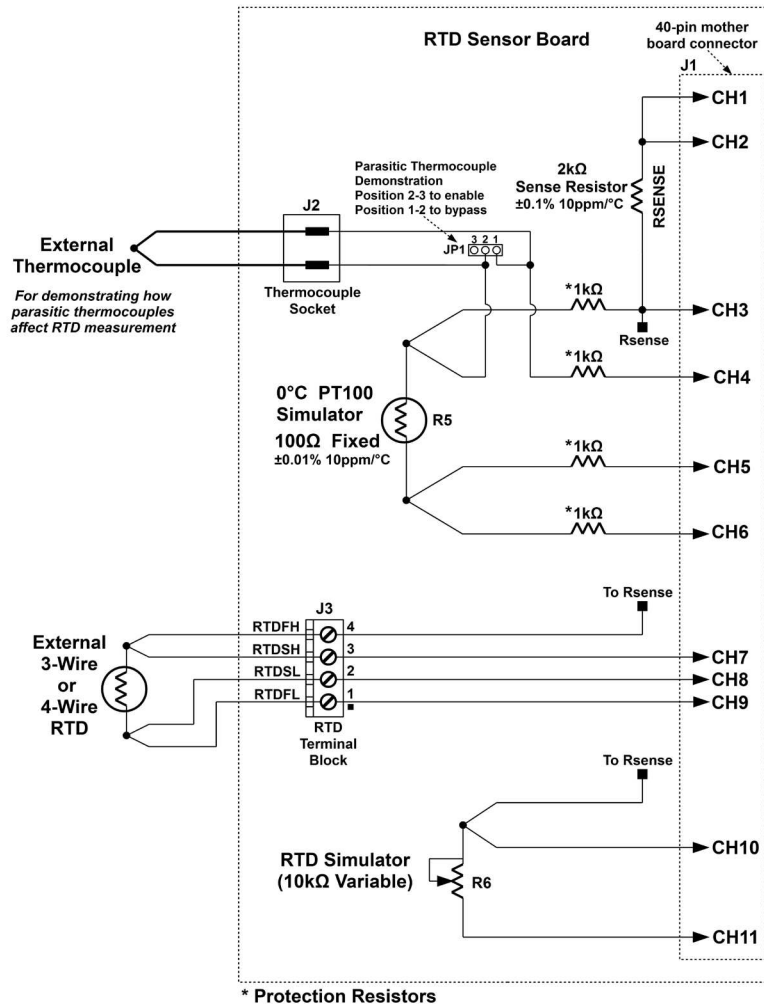 RTD Sensor Board
40-pin mother
board connector
J1
CH1
CH2
2kΩ
Sense Resistor
±0.1% 10ppm/°C
RSENSE
Parasitic Thermocouple
Demonstration
Position 2-3 to enable
Position 1-2 to bypass
J2
JP1
3 2 1
External
Thermocouple
For demonstrating how
parasitic thermocouples
affect RTD measurement
Thermocouple
Socket
*1kΩ
CH3
Rsense
*1kΩ
CH4
0°C PT100
Simulator
100Ω Fixed
±0.01% 10ppm/°C
R5
*1kΩ
CH5
*1kΩ
CH6
To Rsense
J3
External
3-Wire
or
4-Wire
RTD
RTDFH
4
RTDSH
3
CH7
RTDSL
2
CH8
RTDFL
1
CH9
RTD
Terminal
Block
To Rsense
RTD Simulator
(10kΩ Variable)
R6
CH10
CH11
* Protection Resistors